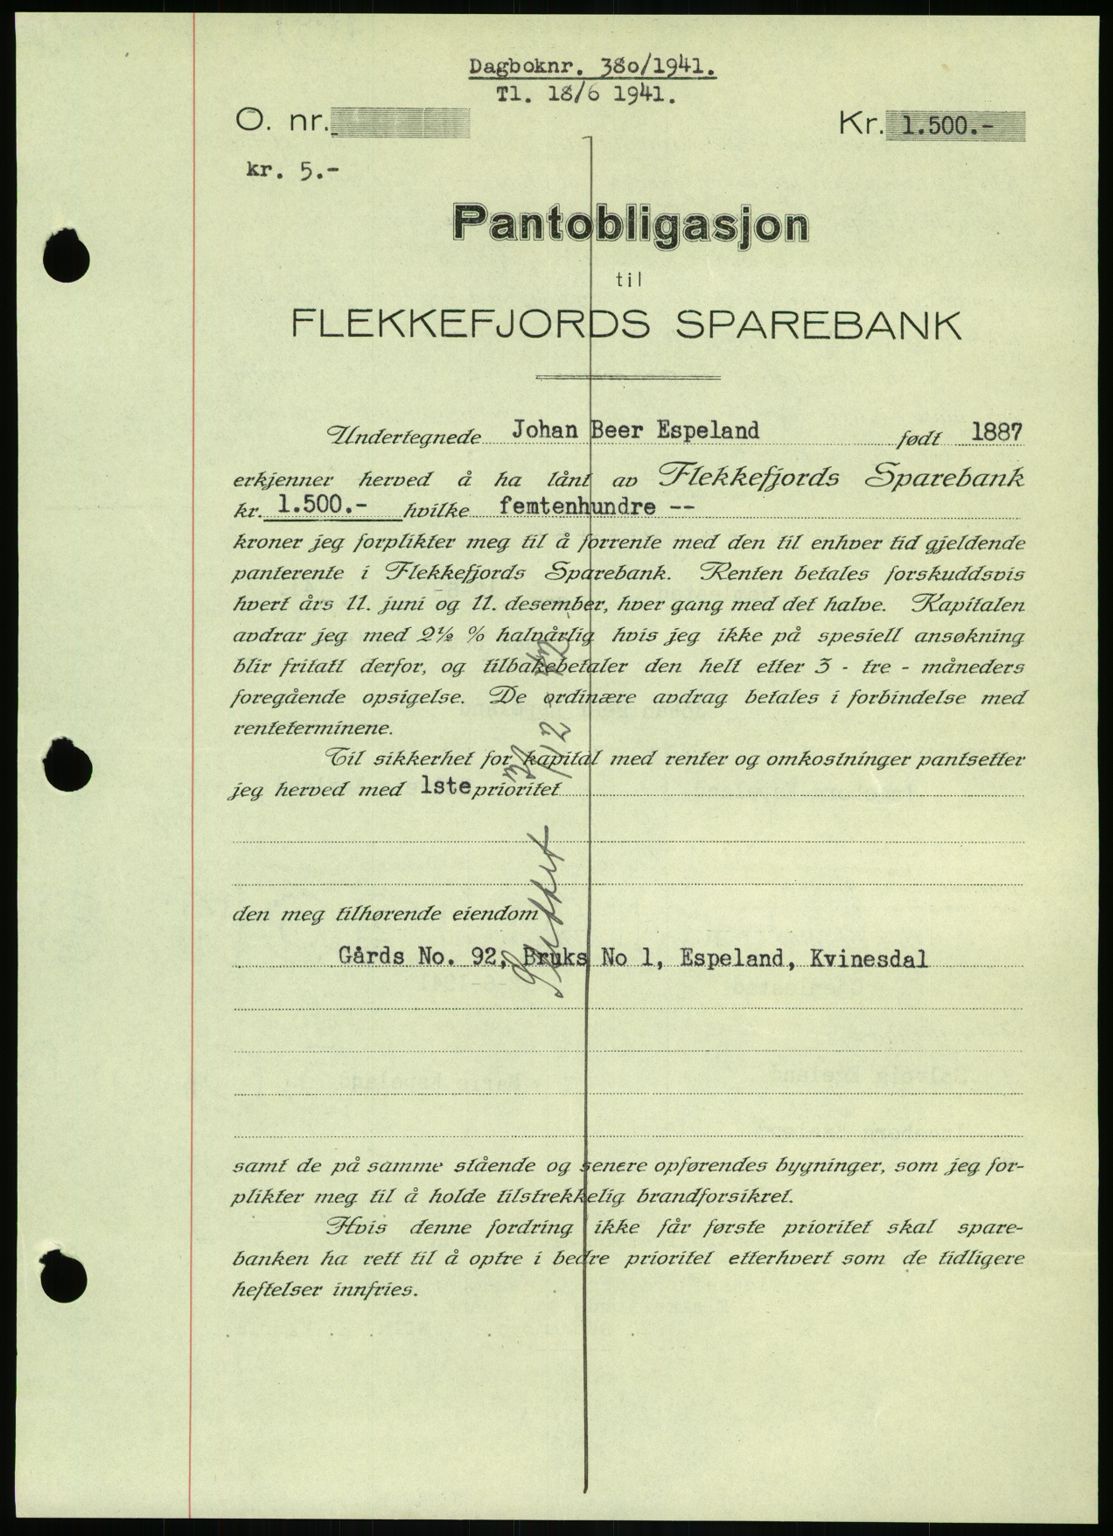 Dagboknr. 380/1941.
Tl. 18/6 1941.
O. nr.
Kr. 1.500.-
kr. 5.-
Pantobligasjon
til
FLEKKEFJORDS SPAREBANK
Undertegnede Johan Beer Espeland født 1887
erkjenner herved å ha lånt av Flekkefjords Sparebank
kr. 1.500.- hvilke femtenhundre --
kroner jeg forplikter meg til å forrente med den til enhver tid gjeldende
panterente i Flekkefjords Sparebank. Renten betales forskuddsvis
hvert års 11. juni og 11. desember, hver gang med det halve. Kapitalen
avdrar jeg med 2½ % halvårlig hvis jeg ikke på spesiell ansøkning
blir fritatt derfor, og tilbakebetaler den helt etter 3 - tre - måneders
foregående opsigelse. De ordinære avdrag betales i forbindelse med
renteterminene.
Til sikkerhet for kapital med renter og omkostninger pantsetter
jeg herved med 1ste prioritet
den meg tilhørende eiendom
Gårds No. 92, Bruks No 1, Espeland, Kvinesdal
samt de på samme stående og senere opførendes bygninger, som jeg for-
plikter meg til å holde tilstrekkelig brandforsikret.
Hvis denne fordring ikke får første prioritet skal spare-
banken ha rett til å optre i bedre prioritet etterhvert som de tidligere
heftelser innfries.
Slettet